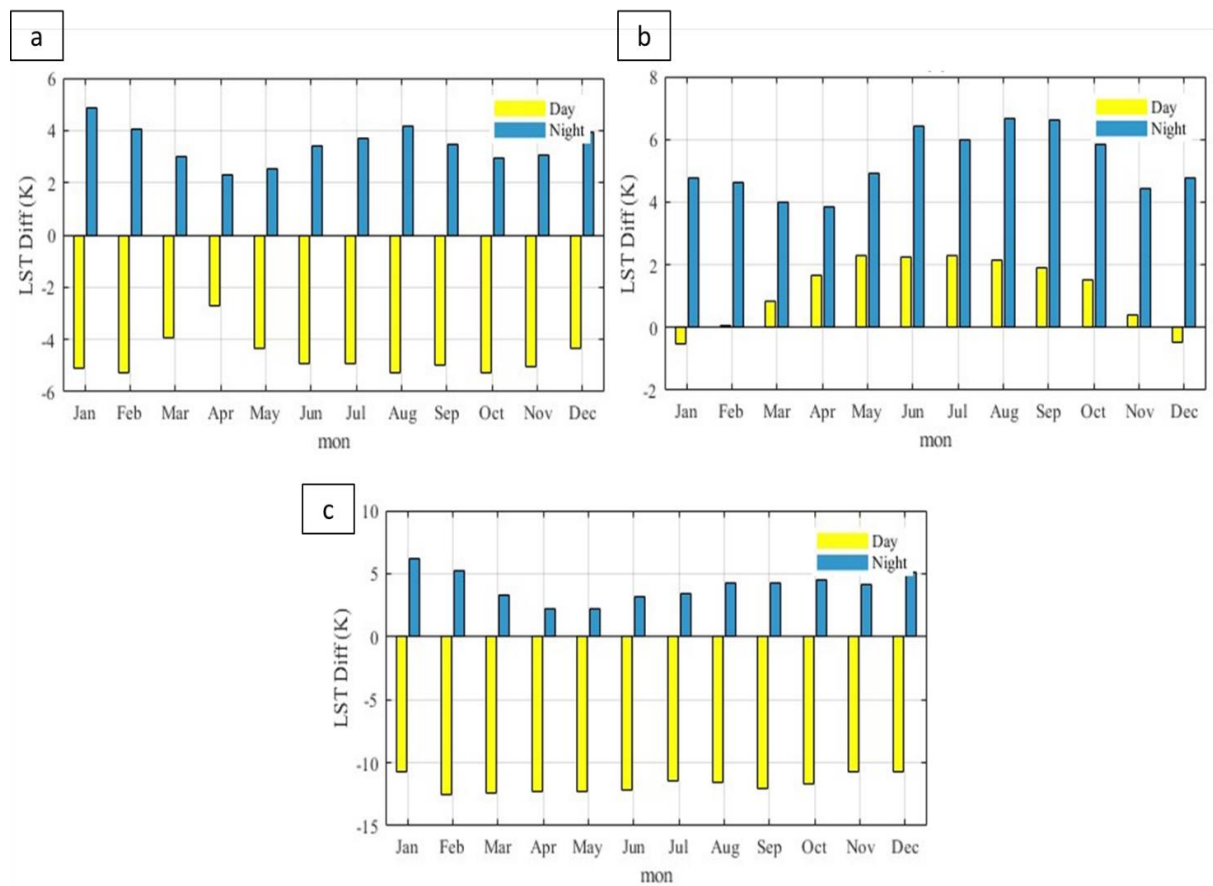 a
6
4
2
0
-2
-4
-6
LST Diff (K)
Day
Night
Jan Feb Mar Apr May Jun Jul Aug Sep Oct Nov Dec
mon
b
8
6
4
2
0
-2
LST Diff (K)
Day
Night
Jan Feb Mar Apr May Jun Jul Aug Sep Oct Nov Dec
mon
c
10
5
0
-5
-10
-15
LST Diff (K)
Day
Night
Jan Feb Mar Apr May Jun Jul Aug Sep Oct Nov Dec
mon